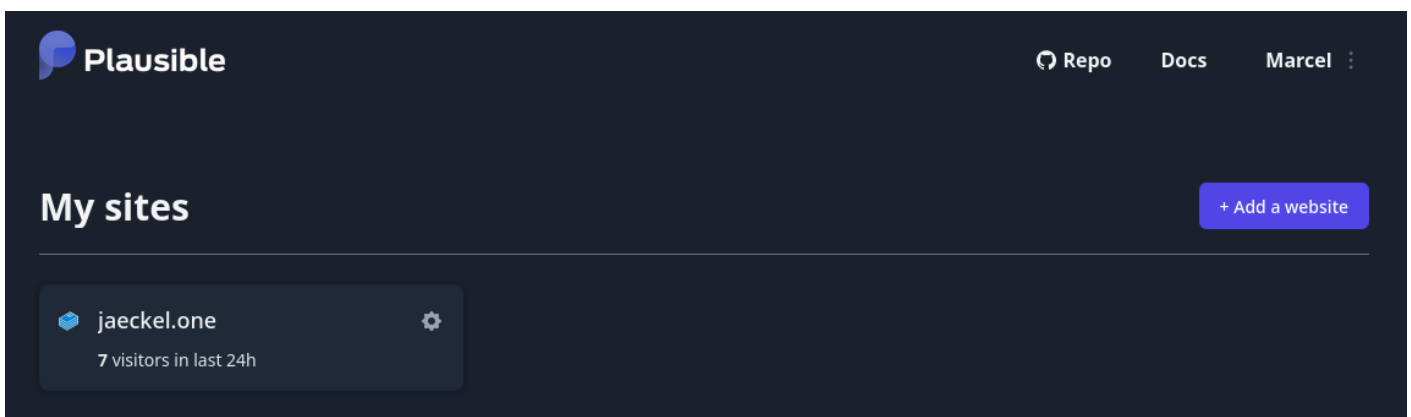 Plausible
Repo Docs Marcel
My sites
+ Add a website
jaeckel.one
7 visitors in last 24h